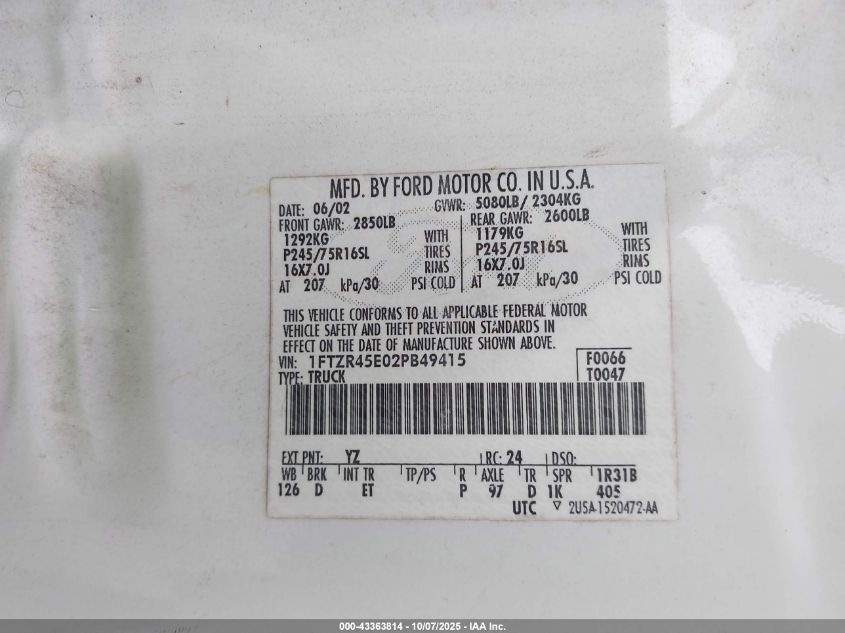 MFD. BY FORD MOTOR CO. IN U.S.A.
DATE: 06/02 GVWR: 5080LB/ 2304KG
FRONT GAWR: 2850LB REAR GAWR: 2600LB
1292KG WITH 1179KG WITH
P245/75R16SL TIRES P245/75R16SL TIRES
16X7.0J RIMS 16X7.0J RIMS
AT 207 kPa/30 PSI COLD AT 207 kPa/30 PSI COLD
THIS VEHICLE CONFORMS TO ALL APPLICABLE FEDERAL MOTOR
VEHICLE SAFETY AND THEFT PREVENTION STANDARDS IN
EFFECT ON THE DATE OF MANUFACTURE SHOWN ABOVE.
VIN: 1FTZR45E02PB49415 F0066
TYPE: TRUCK T0047
EXT PNT: YZ RC: 24 DSO:
WB BRK INT TR TP/PS R AXLE TR SPR 1R31B
126 D ET P 97 D 1K 405
UTC ▽ 2U5A-1520472-AA
000-43363814 - 10/07/2025 - IAA Inc.